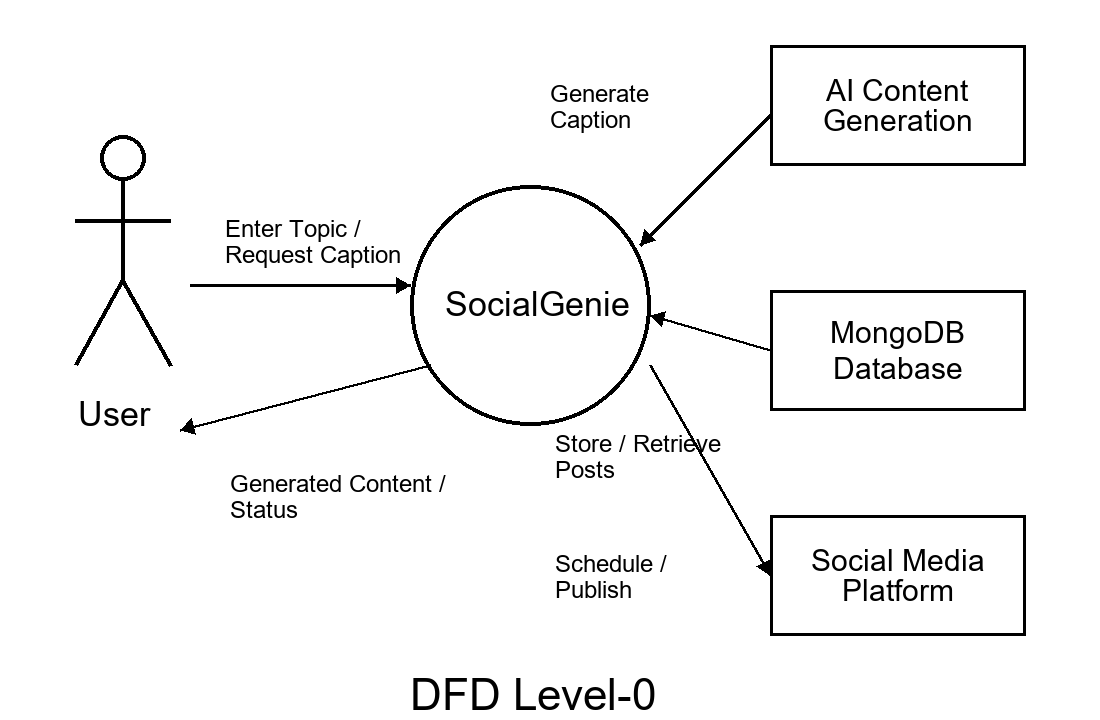 Generate
Caption
AI Content
Generation
Enter Topic /
Request Caption
SocialGenie
MongoDB
Database
User
Store / Retrieve
Posts
Generated Content /
Status
Schedule /
Publish
Social Media
Platform
DFD Level-0